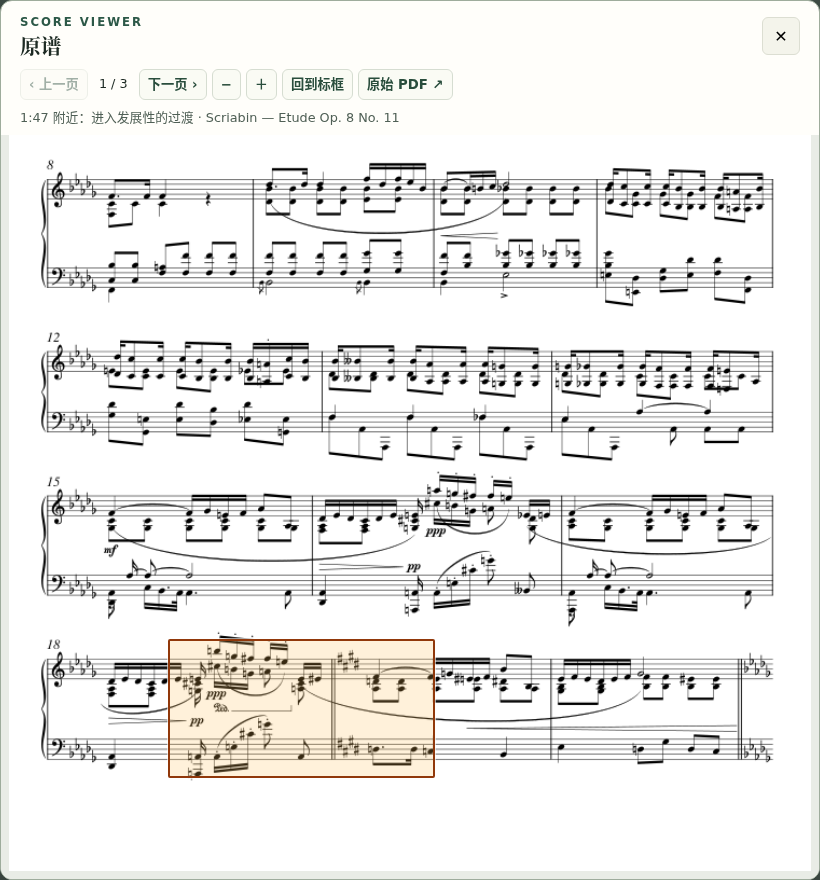 SCORE VIEWER
原谱
✕
‹ 上一页 1 / 3 下一页 › − + 回到标框 原始 PDF ↗
1:47 附近：进入发展性的过渡 · Scriabin — Etude Op. 8 No. 11
8
12
15
mf
ppp
pp
18
ppp
pp